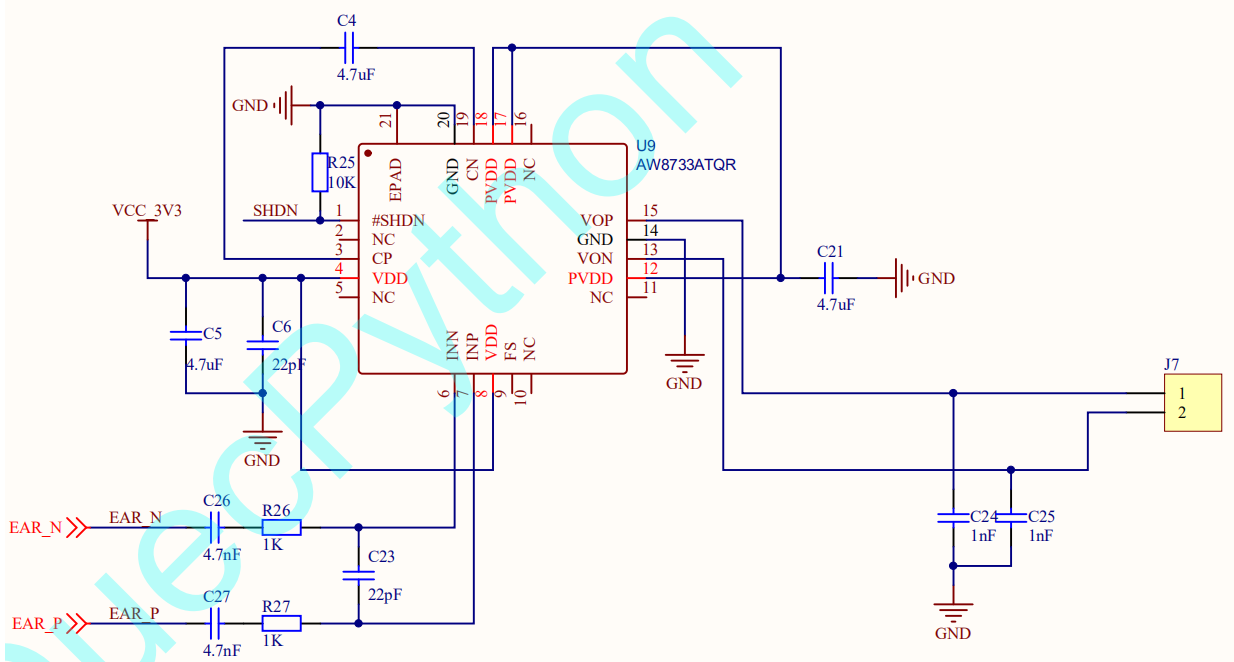 C4
4.7uF
GND
21
20
19
18
17
16
U9
AW8733ATQR
R25
10K
EPAD
GND
CN
PVDD
PVDD
NC
VCC_3V3
SHDN
1
#SHDN
2
NC
3
CP
4
VDD
5
NC
VOP
15
GND
14
VON
13
PVDD
12
NC
11
C21
4.7uF
GND
C5
4.7uF
C6
22pF
GND
INN
INP
VDD
FS
NC
6
7
8
9
10
GND
J7
1
2
EAR_N
EAR_N
C26
4.7nF
R26
1K
C23
22pF
EAR_P
EAR_P
C27
4.7nF
R27
1K
C24
1nF
C25
1nF
GND
uecPython